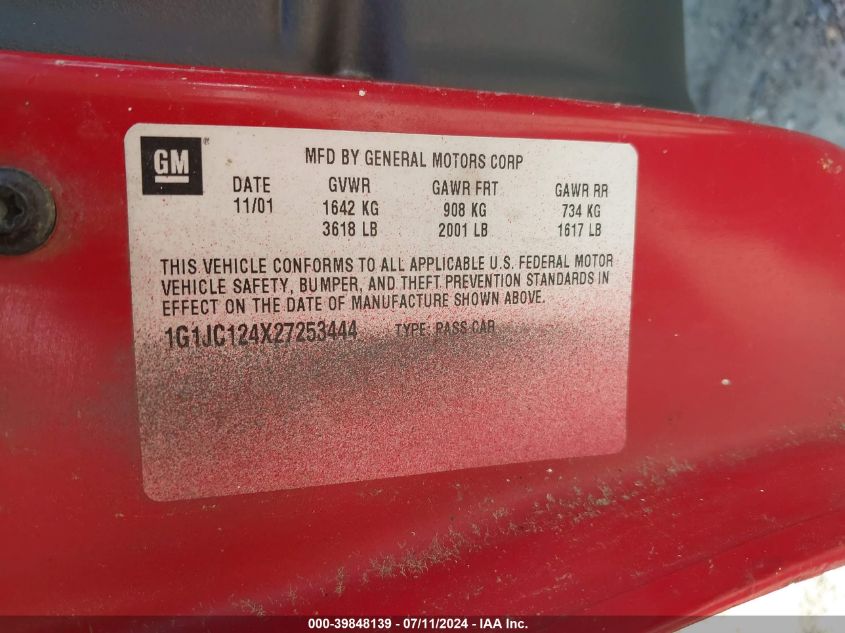 GM®
MFD BY GENERAL MOTORS CORP
DATE GVWR GAWR FRT GAWR RR
11/01 1642 KG 908 KG 734 KG
3618 LB 2001 LB 1617 LB
THIS VEHICLE CONFORMS TO ALL APPLICABLE U.S. FEDERAL MOTOR
VEHICLE SAFETY, BUMPER, AND THEFT PREVENTION STANDARDS IN
EFFECT ON THE DATE OF MANUFACTURE SHOWN ABOVE.
1G1JC124X27253444 TYPE: PASS CAR
000-39848139 - 07/11/2024 - IAA Inc.